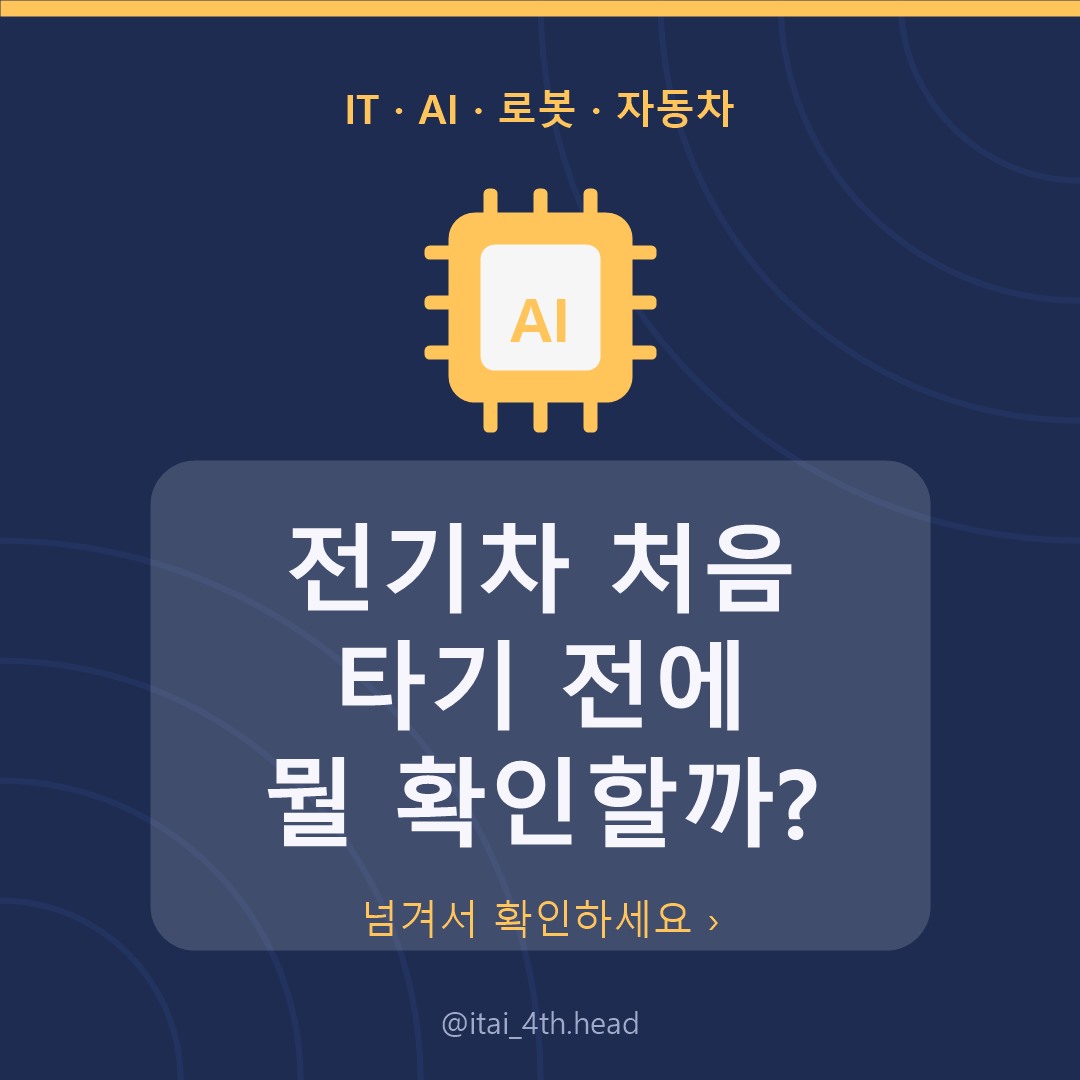 IT · AI · 로봇 · 자동차
AI
전기차 처음
타기 전에
뭘 확인할까?
넘겨서 확인하세요 ›
@itai_4th.head